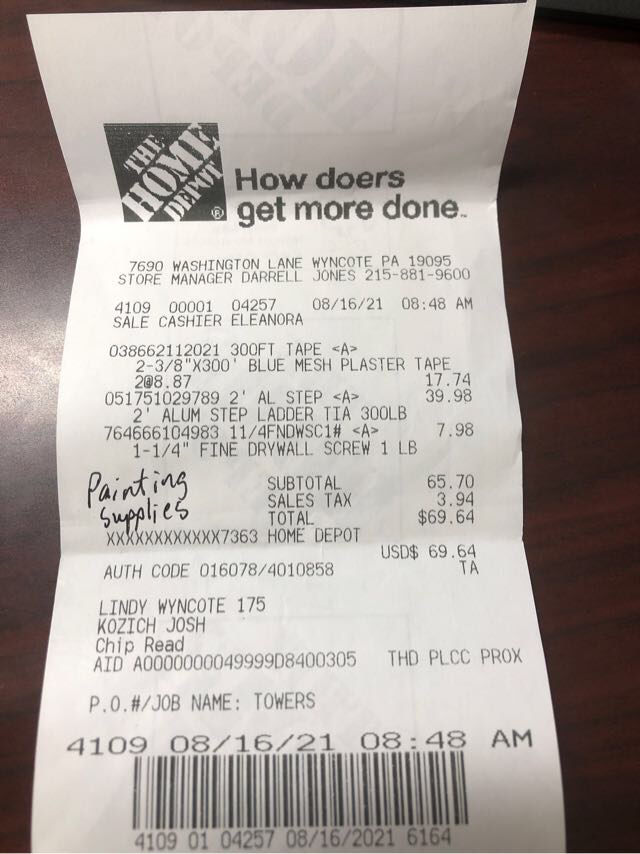 THE
HOME
DEPOT
®
How doers
get more done.™
7690 WASHINGTON LANE WYNCOTE PA 19095
STORE MANAGER DARRELL JONES 215-881-9600
4109 00001 04257 08/16/21 08:48 AM
SALE CASHIER ELEANORA
038662112021 300FT TAPE <A>
2-3/8"X300' BLUE MESH PLASTER TAPE
2@8.87 17.74
051751029789 2' AL STEP <A> 39.98
2' ALUM STEP LADDER TIA 300LB
764666104983 11/4FNDWSC1# <A> 7.98
1-1/4" FINE DRYWALL SCREW 1 LB
Painting
supplies
SUBTOTAL 65.70
SALES TAX 3.94
TOTAL $69.64
XXXXXXXXXXXX7363 HOME DEPOT
USD$ 69.64
AUTH CODE 016078/4010858 TA
LINDY WYNCOTE 175
KOZICH JOSH
Chip Read
AID A0000000049999D8400305 THD PLCC PROX
P.O.#/JOB NAME: TOWERS
4109 08/16/21 08:48 AM
4109 01 04257 08/16/2021 6164